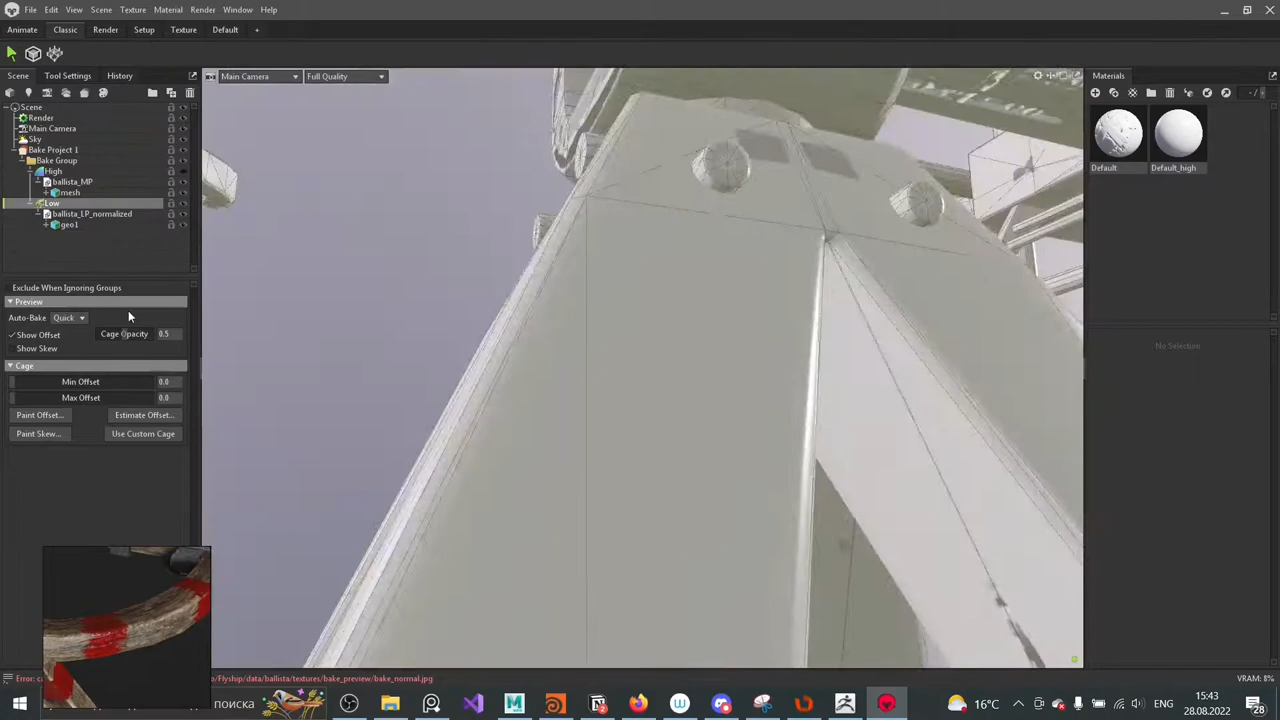 File Edit View Scene Texture Material Render Window Help
Animate Classic Render Setup Texture Default +
Scene Tool Settings History
Main Camera Full Quality
Materials
- /
Scene
Render
Main Camera
Sky
Bake Project 1
Bake Group
High
ballista_MP
mesh
Low
ballista_LP_normalized
geo1
Default Default_high
Exclude When Ignoring Groups
Preview
Auto-Bake Quick
Show Offset Cage Opacity 0.5
Show Skew
Cage
Min Offset 0.0
Max Offset 0.0
Paint Offset... Estimate Offset...
Paint Skew... Use Custom Cage
No Selection
Error: /Flyship/data/ballista/textures/bake_preview/bake_normal.jpg
поиска
16°C
ENG
15:43
28.08.2022
28